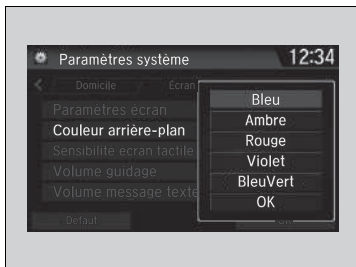 Paramètres système
12:34
Domicile
Écran
Paramètres écran
Couleur arrière-plan
Sensibilité écran tactile
Volume guidage
Volume message texte
Défaut
OK
Bleu
Ambre
Rouge
Violet
BleuVert
OK